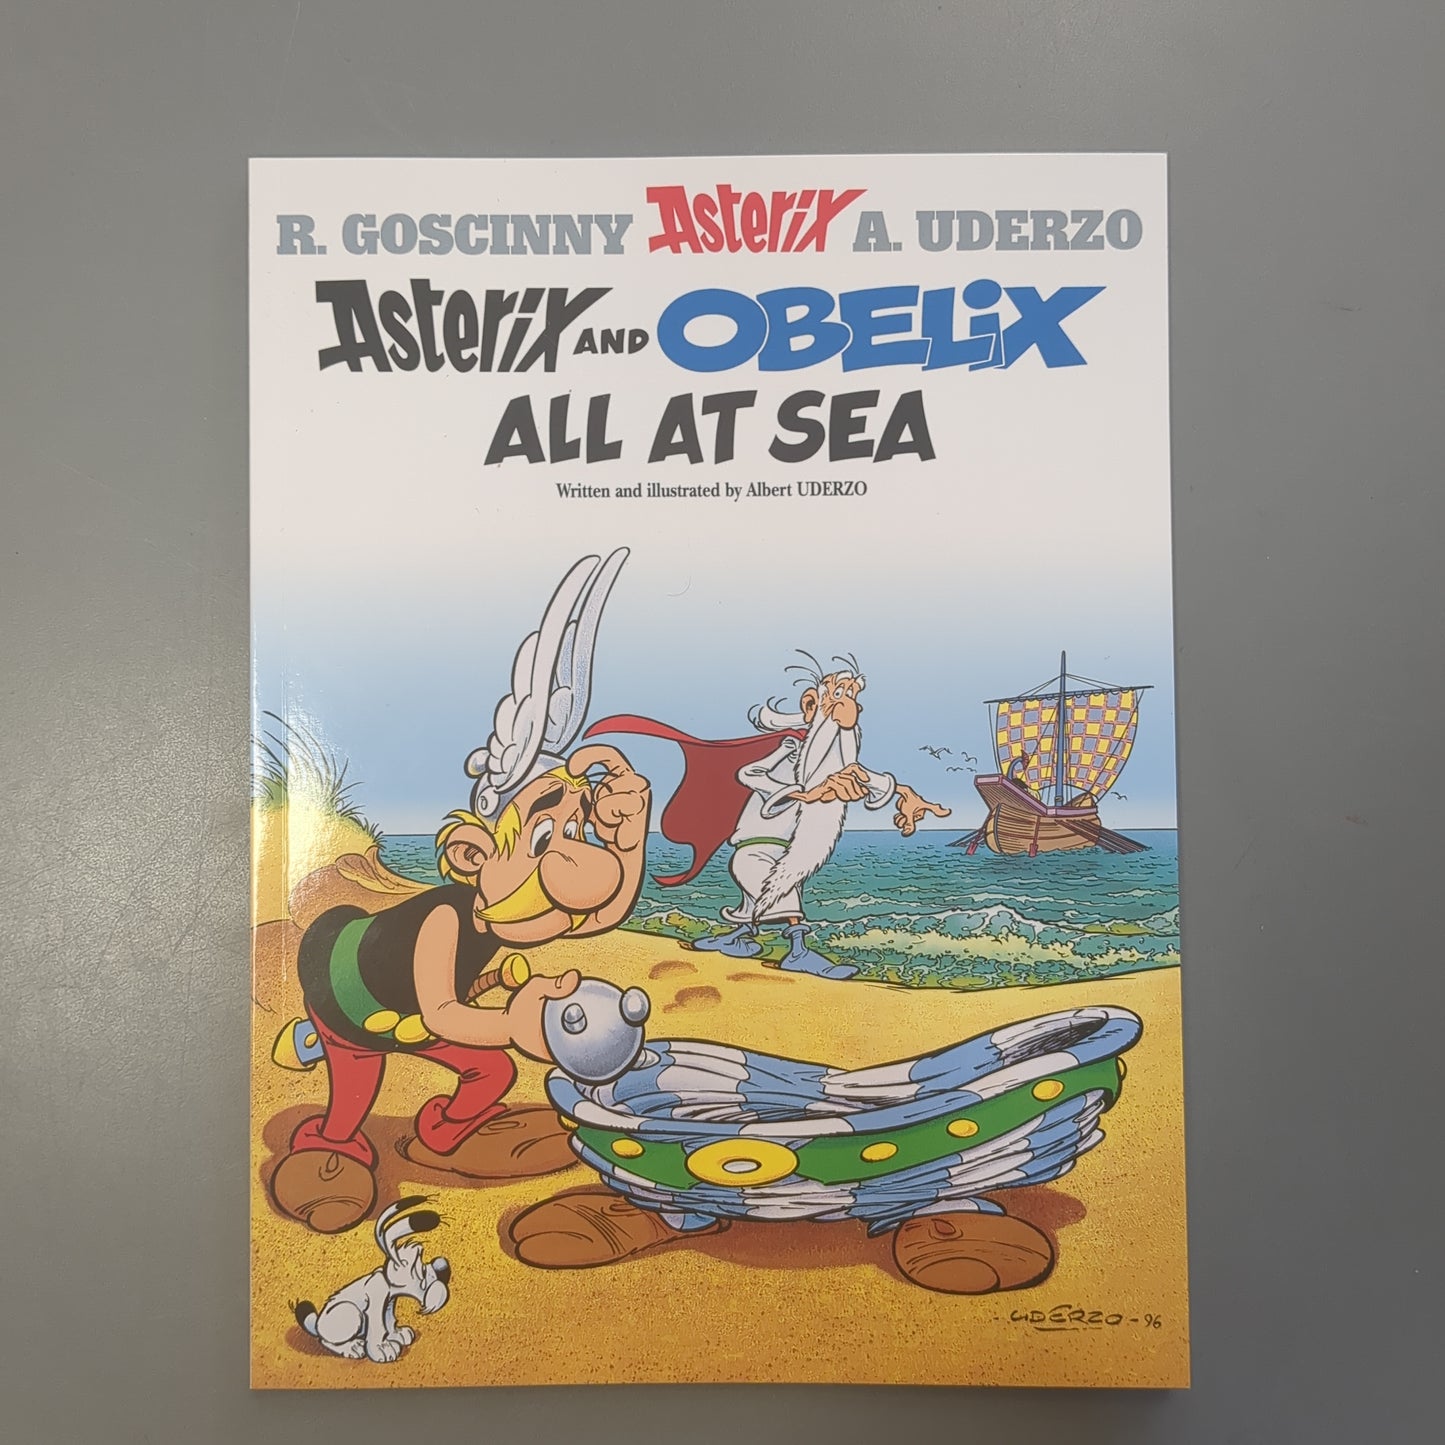 R. GOSCINNY Asterix A. UDERZO
Asterix AND OBELIX
ALL AT SEA
Written and illustrated by Albert UDERZO
UDERZO - 96